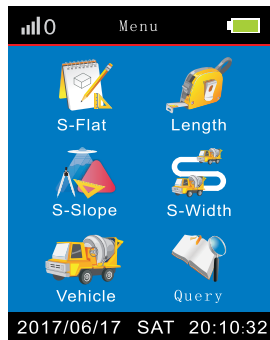 0 Menu
S-Flat Length
S-Slope S-Width
Vehicle Query
2017/06/17 SAT 20:10:32